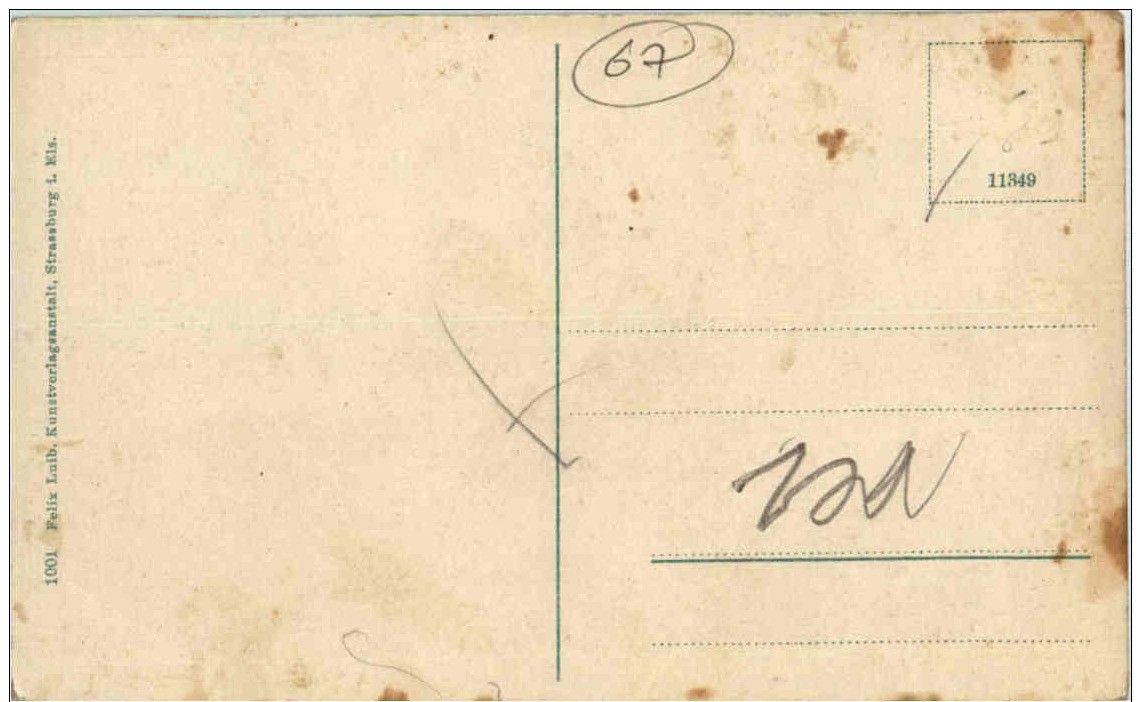 1001 Felix Luib. Kunstverlagsanstalt, Strassburg i. Els.
67
11349